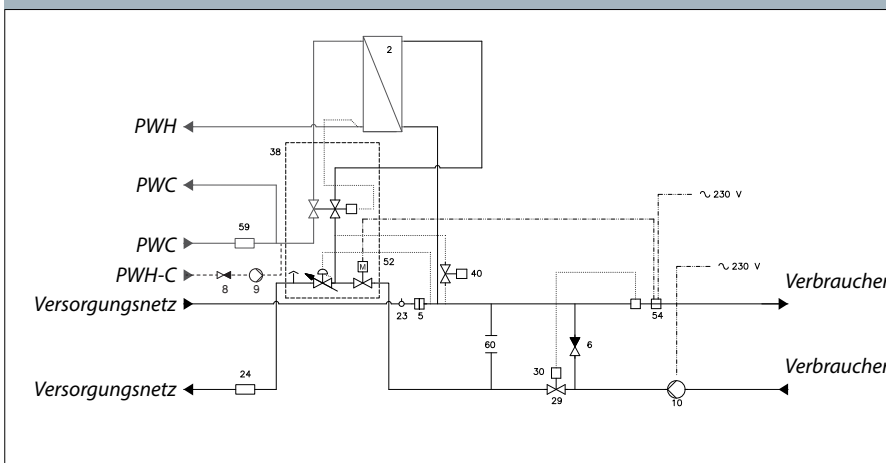 2
PWH
38
PWC
~ 230 V
59
PWC
52
M
~ 230 V
PWH-C
8
9
40
Verbraucher
Versorgungsnetz
23
5
54
60
6
24
30
Verbraucher
Versorgungsnetz
29
10